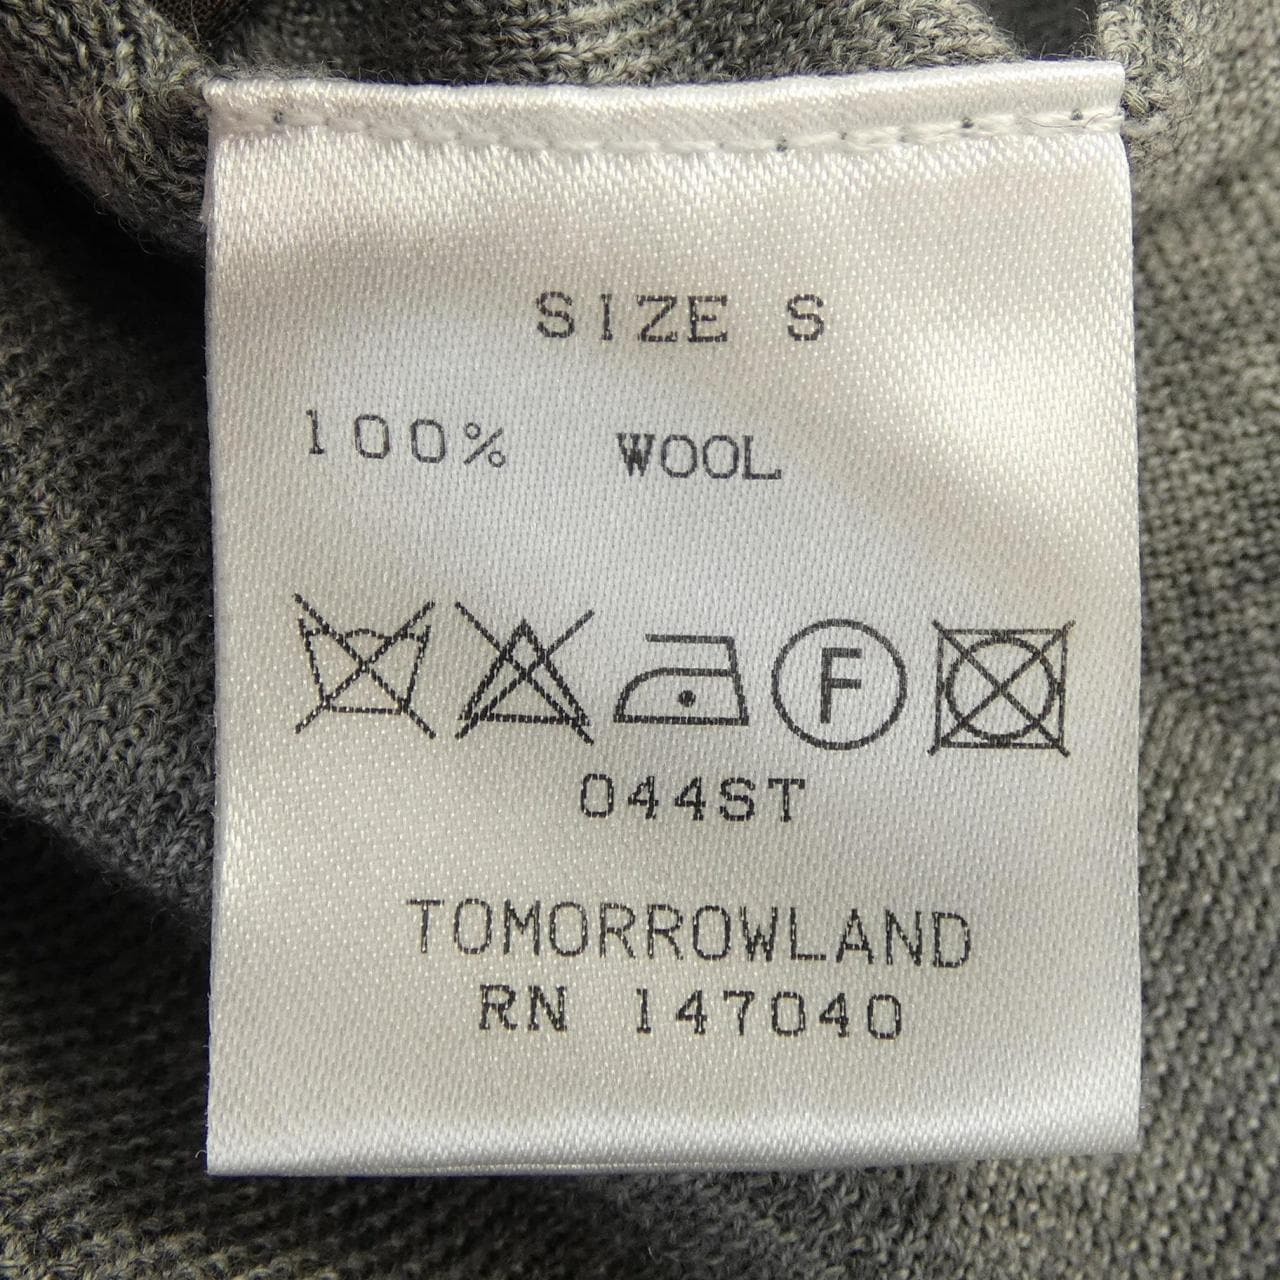 SIZE S
100% WOOL
F
044ST
TOMORROWLAND
RN 147040